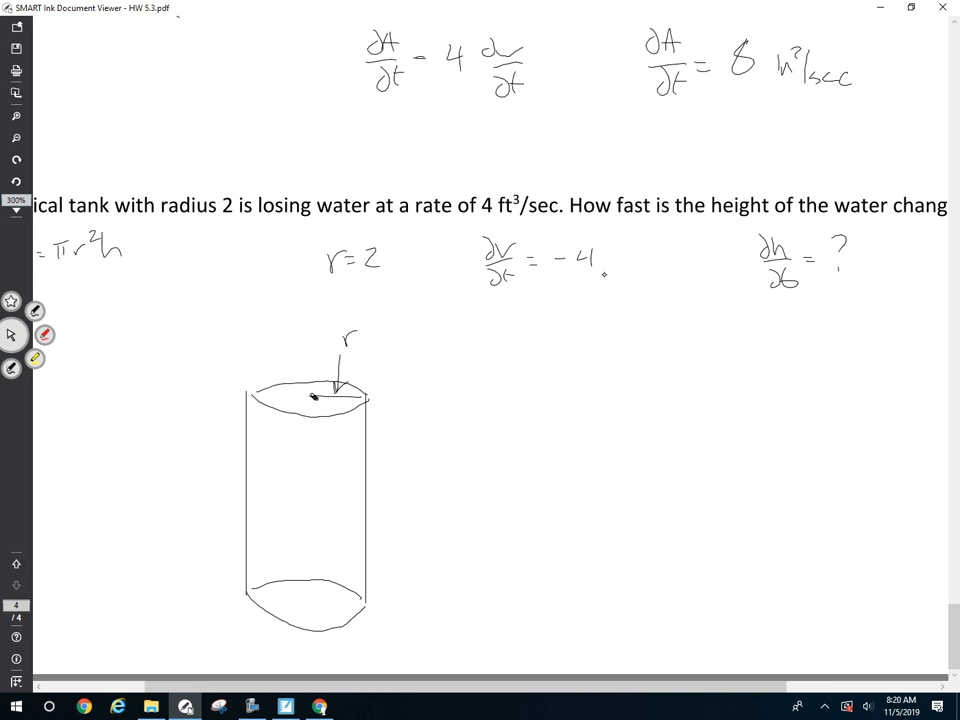 SMART Ink Document Viewer - HW 5.3.pdf
∂A/∂t = 4 dw/∂t ∂A/∂t = 8 in²/sec
300%
ical tank with radius 2 is losing water at a rate of 4 ft³/sec. How fast is the height of the water chang
= πr²h r = 2 ∂V/∂t = -4 ∂h/∂t = ?
r
4
/ 4
8:20 AM
11/5/2019